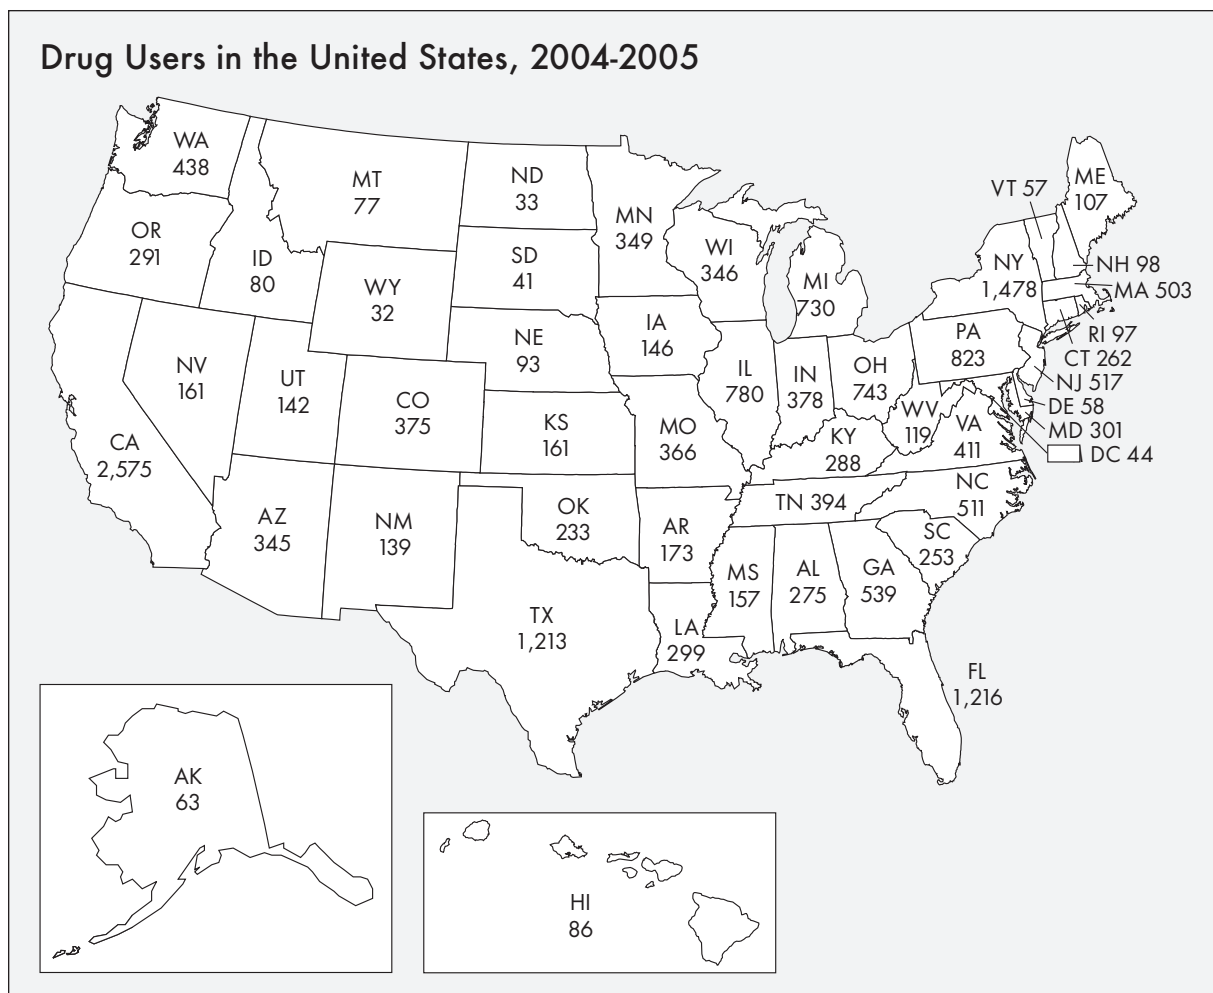 Drug Users in the United States, 2004-2005
WA
438
MT
77
ND
33
MN
349
VT 57
ME
107
OR
291
ID
80
WY
32
SD
41
WI
346
MI
730
NY
1,478
NH 98
MA 503
RI 97
CT 262
NJ 517
DE 58
MD 301
DC 44
NV
161
UT
142
CO
375
NE
93
IA
146
IL
780
IN
378
OH
743
PA
823
CA
2,575
KS
161
MO
366
KY
288
WV
119
VA
411
AZ
345
NM
139
OK
233
AR
173
TN 394
NC
511
SC
253
TX
1,213
LA
299
MS
157
AL
275
GA
539
FL
1,216
AK
63
HI
86